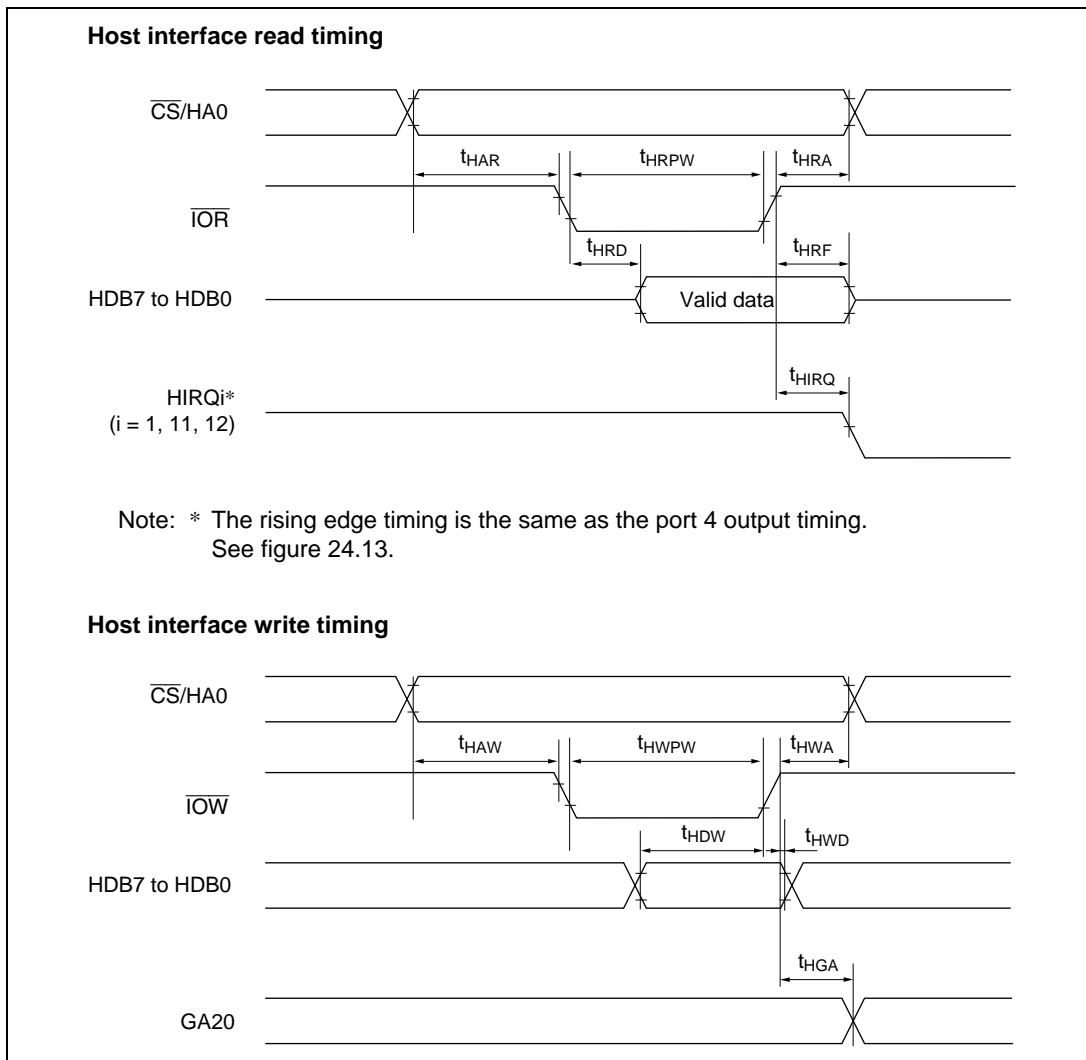 Host interface read timing
CS/HA0
tHAR
tHRPW
tHRA
IOR
tHRD
tHRF
HDB7 to HDB0
Valid data
tHIRQ
HIRQi*
(i = 1, 11, 12)
Note: * The rising edge timing is the same as the port 4 output timing.
See figure 24.13.
Host interface write timing
CS/HA0
tHAW
tHWPW
tHWA
IOW
tHDW
tHWD
HDB7 to HDB0
tHGA
GA20